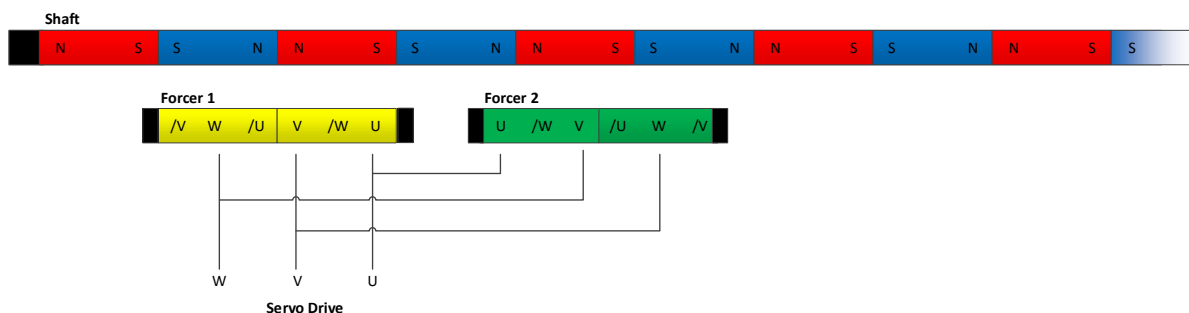 Shaft
N S S N N S S N N S S N N S S N N S S
Forcer 1 Forcer 2
/V W /U V /W U U /W V /U W /V
W V U
Servo Drive